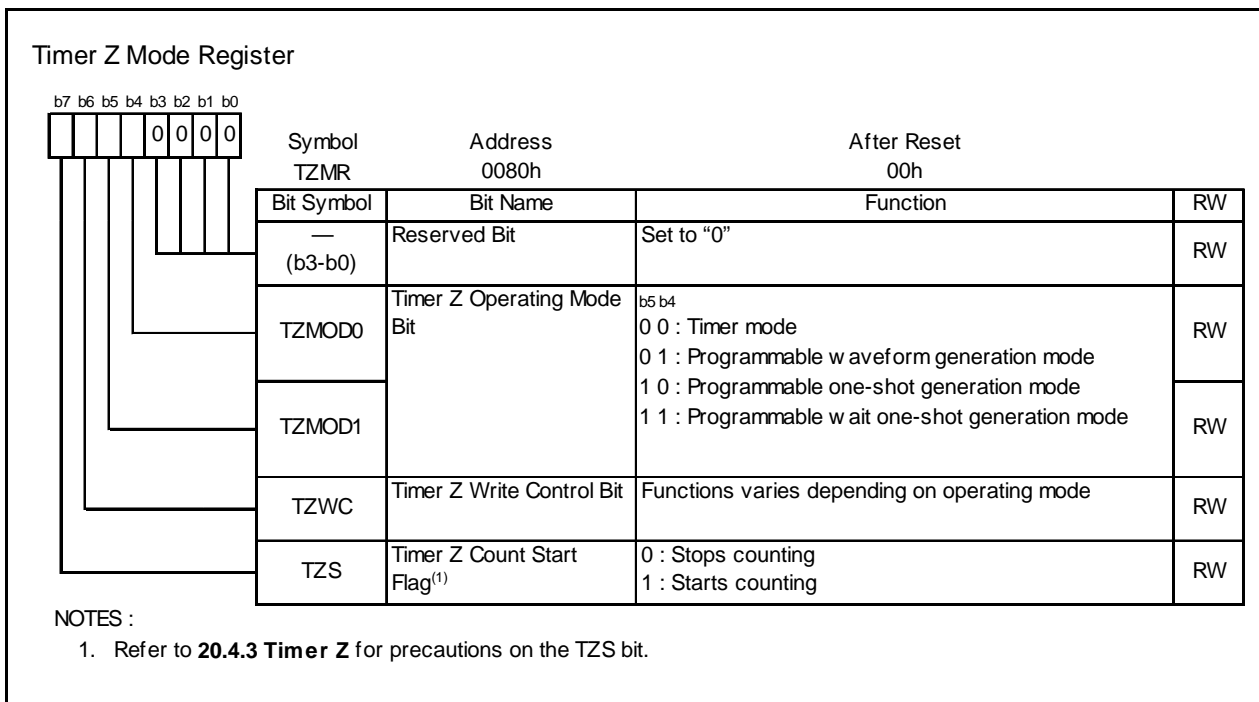 Timer Z Mode Register
b7 b6 b5 b4 b3 b2 b1 b0
0 0 0 0
Symbol Address After Reset
TZMR 0080h 00h
Bit Symbol Bit Name Function RW
— Reserved Bit Set to “0” RW
(b3-b0)
TZMOD0 Timer Z Operating Mode Bit b5 b4 RW
0 0 : Timer mode
0 1 : Programmable waveform generation mode
1 0 : Programmable one-shot generation mode
1 1 : Programmable wait one-shot generation mode
TZMOD1 RW
TZWC Timer Z Write Control Bit Functions varies depending on operating mode RW
TZS Timer Z Count Start Flag(1) 0 : Stops counting RW
1 : Starts counting
NOTES :
1. Refer to 20.4.3 Timer Z for precautions on the TZS bit.